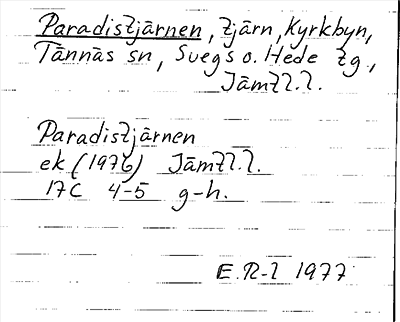 Paradistjärnen, tjärn, Kyrkbyn,
Tännäs sn, Svegs o. Hede tg.,
Jämtl.l.
Paradistjärnen
ek (1976) Jämtl.l.
17C 4-5 g-h.
E.R-l 1977